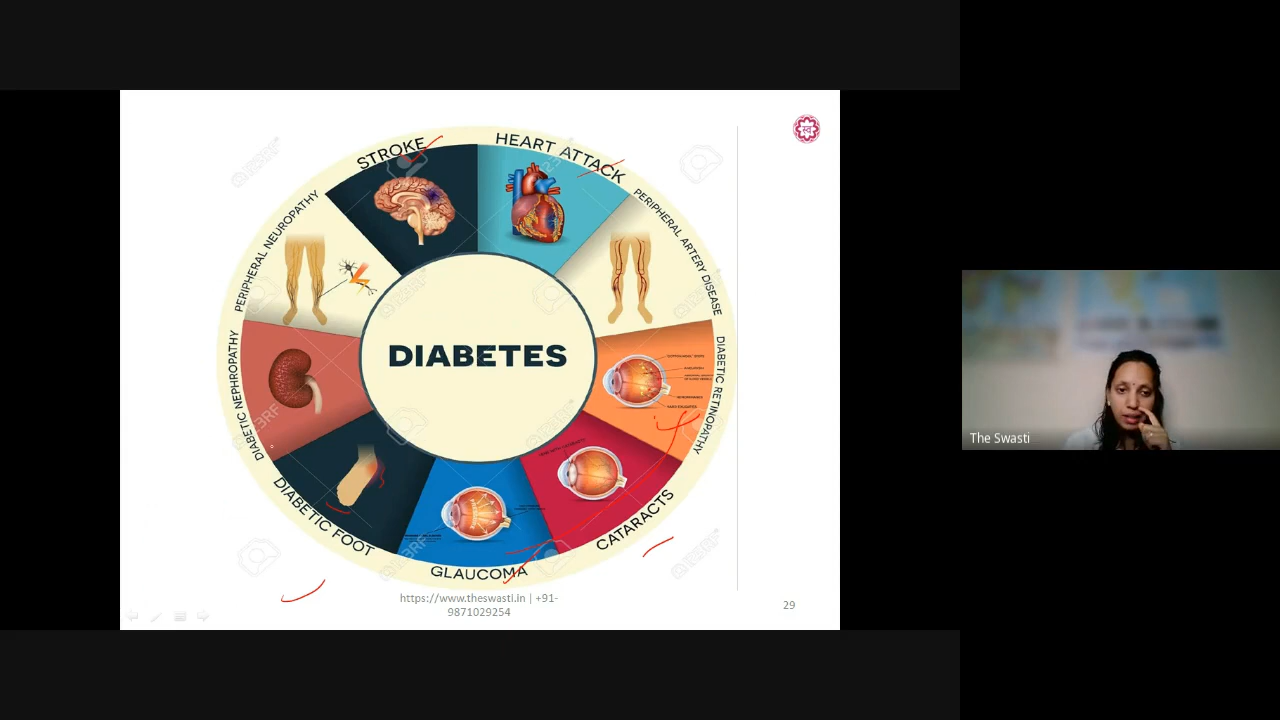 STROKE
HEART ATTACK
PERIPHERAL NEUROPATHY
PERIPHERAL ARTERY DISEASE
DIABETES
DIABETIC NEPHROPATHY
DIABETIC RETINOPATHY
DIABETIC FOOT
CATARACTS
GLAUCOMA
https://www.theswasti.in | +91-
9871029254
29
The Swasti